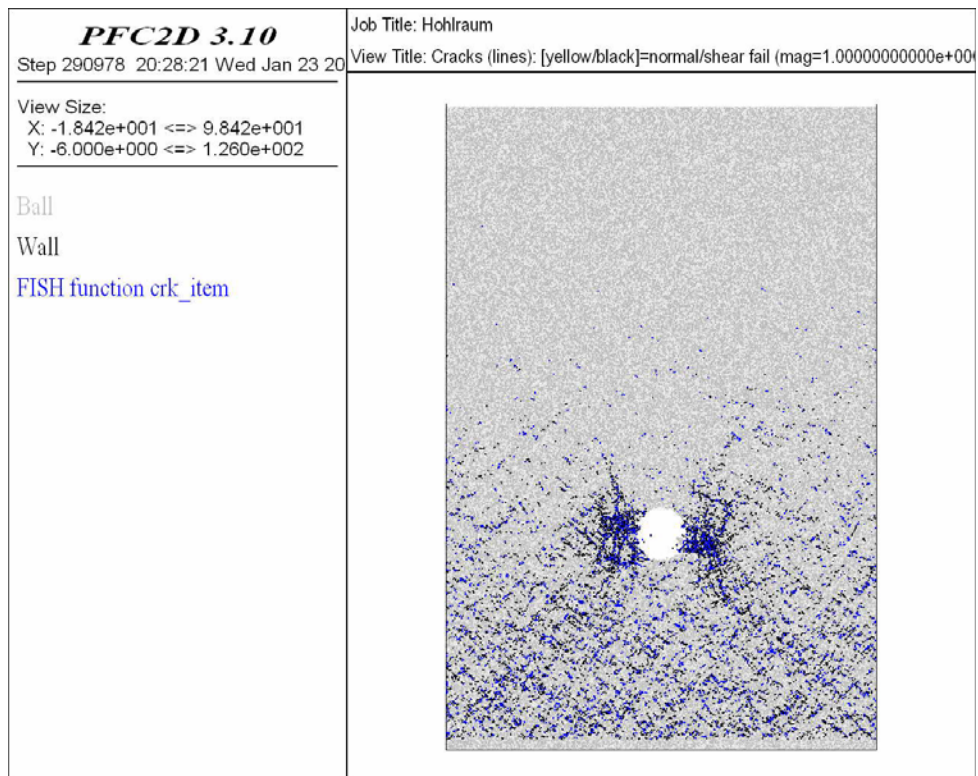 PFC2D 3.10
Step 290978 20:28:21 Wed Jan 23 20
View Size:
X: -1.842e+001 <=> 9.842e+001
Y: -6.000e+000 <=> 1.260e+002
Ball
Wall
FISH function crk_item
Job Title: Hohlraum
View Title: Cracks (lines): [yellow/black]=normal/shear fail (mag=1.00000000000e+00